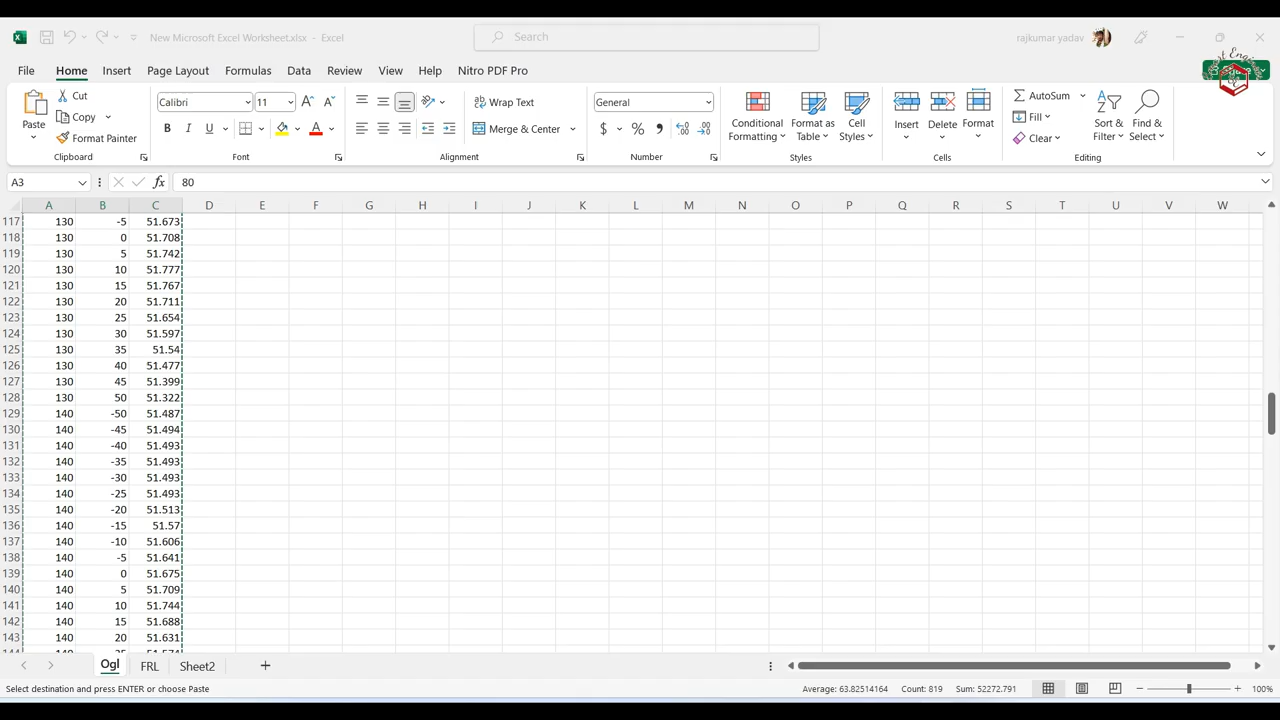 New Microsoft Excel Worksheet.xlsx - Excel
Search
rajkumar yadav
File Home Insert Page Layout Formulas Data Review View Help Nitro PDF Pro
Paste
Cut
Copy
Format Painter
Clipboard
Calibri 11
B I U
Font
Wrap Text
Merge & Center
Alignment
General
$ % ,
Number
Conditional Formatting
Format as Table
Cell Styles
Styles
Insert
Delete
Format
Cells
AutoSum
Fill
Clear
Sort & Filter
Find & Select
Editing
A3 fx 80
A B C D E F G H I J K L M N O P Q R S T U V W
117 130 -5 51.673
118 130 0 51.708
119 130 5 51.742
120 130 10 51.777
121 130 15 51.767
122 130 20 51.711
123 130 25 51.654
124 130 30 51.597
125 130 35 51.54
126 130 40 51.477
127 130 45 51.399
128 130 50 51.322
129 140 -50 51.487
130 140 -45 51.494
131 140 -40 51.493
132 140 -35 51.493
133 140 -30 51.493
134 140 -25 51.493
135 140 -20 51.513
136 140 -15 51.57
137 140 -10 51.606
138 140 -5 51.641
139 140 0 51.675
140 140 5 51.709
141 140 10 51.744
142 140 15 51.688
143 140 20 51.631
Ogl FRL Sheet2
Select destination and press ENTER or choose Paste
Average: 63.82514164 Count: 819 Sum: 52272.791
100%